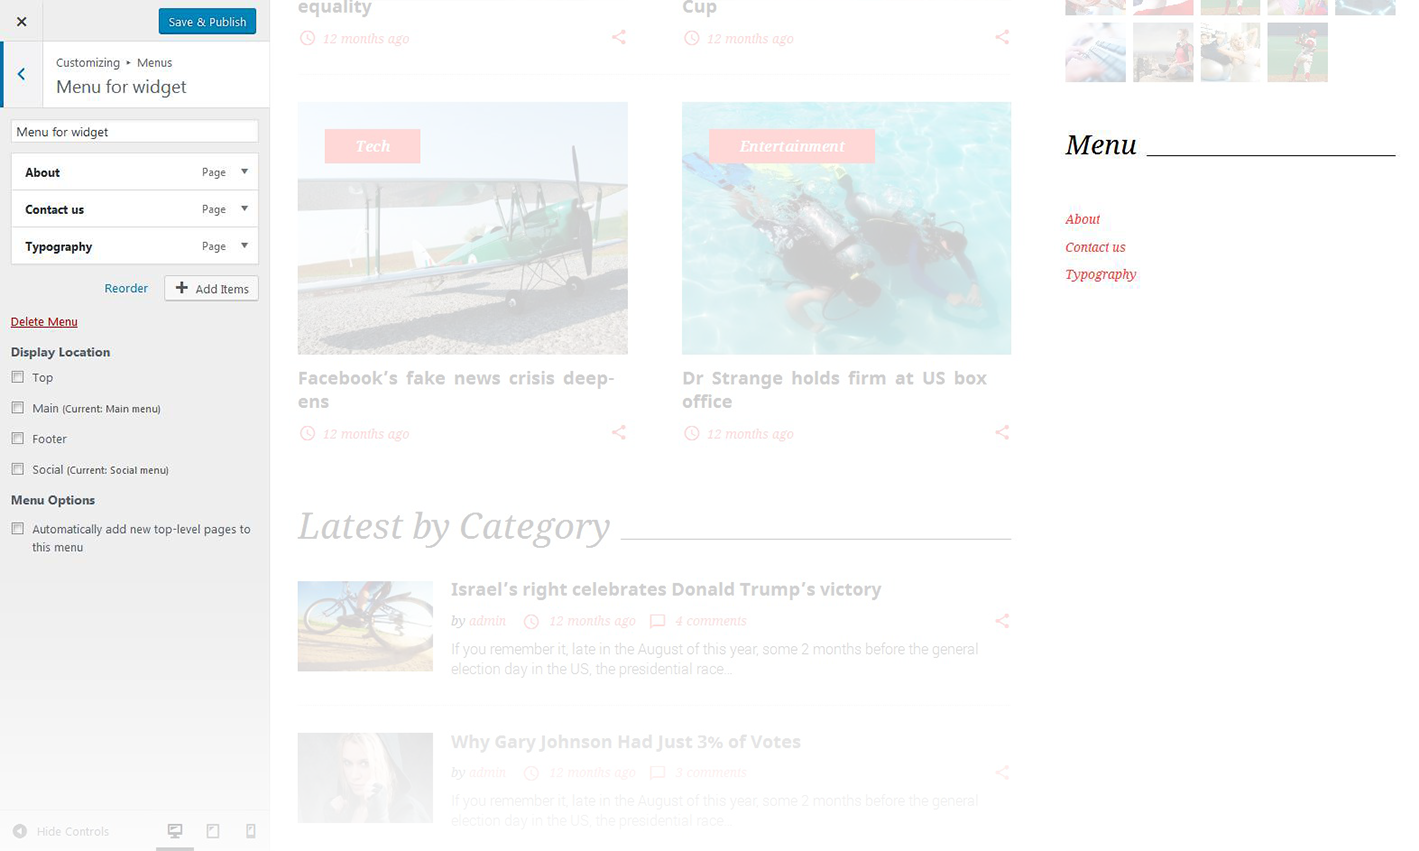 Save & Publish
Customizing ▸ Menus
Menu for widget
Menu for widget
About Page
Contact us Page
Typography Page
Reorder
Add Items
Delete Menu
Display Location
Top
Main (Current: Main menu)
Footer
Social (Current: Social menu)
Menu Options
Automatically add new top-level pages to
this menu
Hide Controls
equality
12 months ago
Cup
12 months ago
Tech
Facebook’s fake news crisis deep-
ens
12 months ago
Entertainment
Dr Strange holds firm at US box
office
12 months ago
Latest by Category
Israel’s right celebrates Donald Trump’s victory
by admin 12 months ago 4 comments
If you remember it, late in the August of this year, some 2 months before the general
election day in the US, the presidential race...
Why Gary Johnson Had Just 3% of Votes
by admin 12 months ago 3 comments
If you remember it, late in the August of this year, some 2 months before the general
election day in the US, the presidential race...
Menu
About
Contact us
Typography